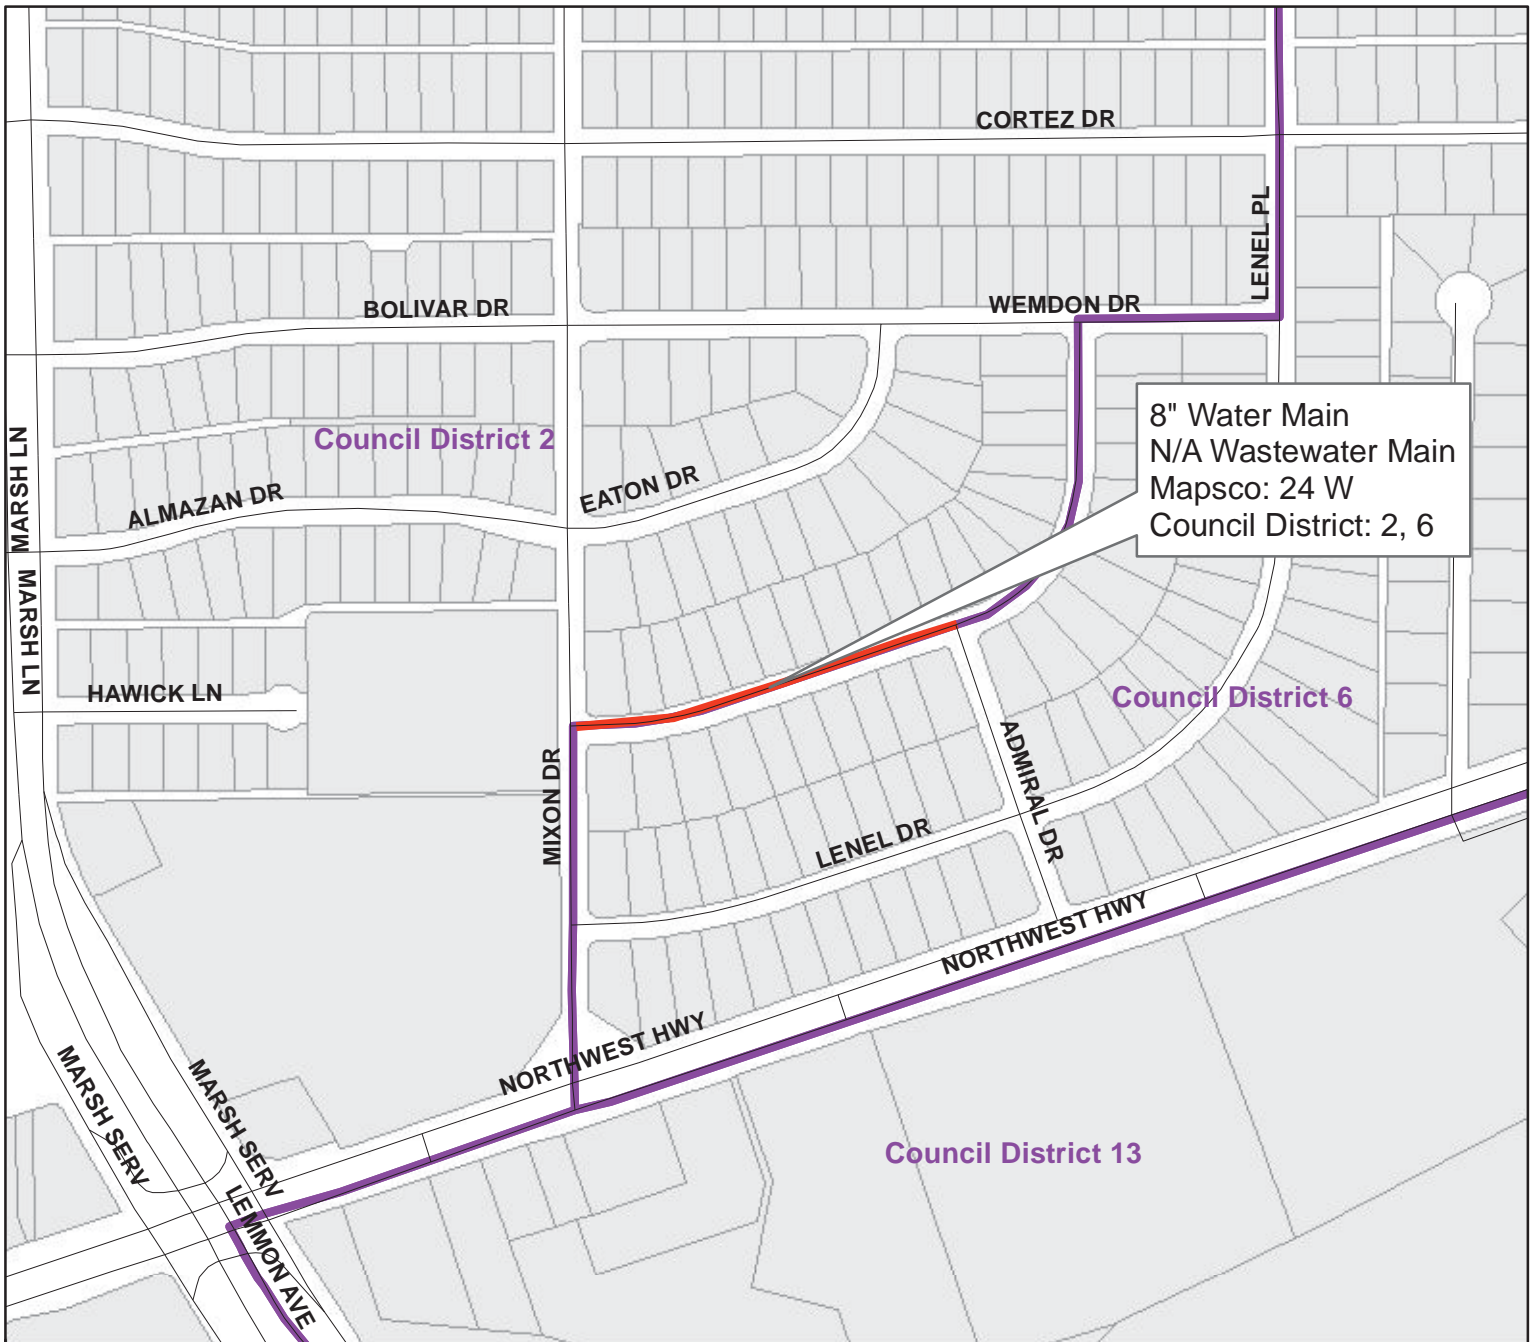 CORTEZ DR
LENEL PL
BOLIVAR DR
WEMDON DR
8" Water Main
N/A Wastewater Main
Mapsco: 24 W
Council District: 2, 6
Council District 2
MARSH LN
EATON DR
ALMAZAN DR
MARSH LN
HAWICK LN
Council District 6
MIXON DR
ADMIRAL DR
LENEL DR
NORTHWEST HWY
NORTHWEST HWY
MARSH SERV
MARSH SERV
Council District 13
LEMMON AVE